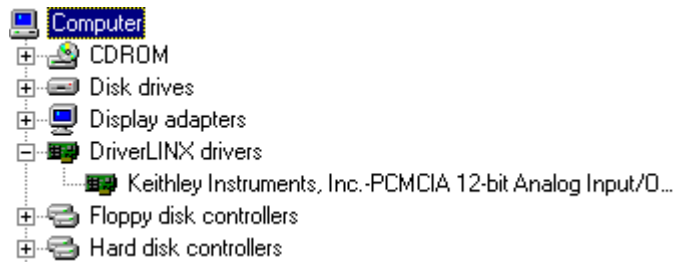 Computer
CDROM
Disk drives
Display adapters
DriverLINX drivers
Keithley Instruments, Inc.-PCMCIA 12-bit Analog Input/O...
Floppy disk controllers
Hard disk controllers